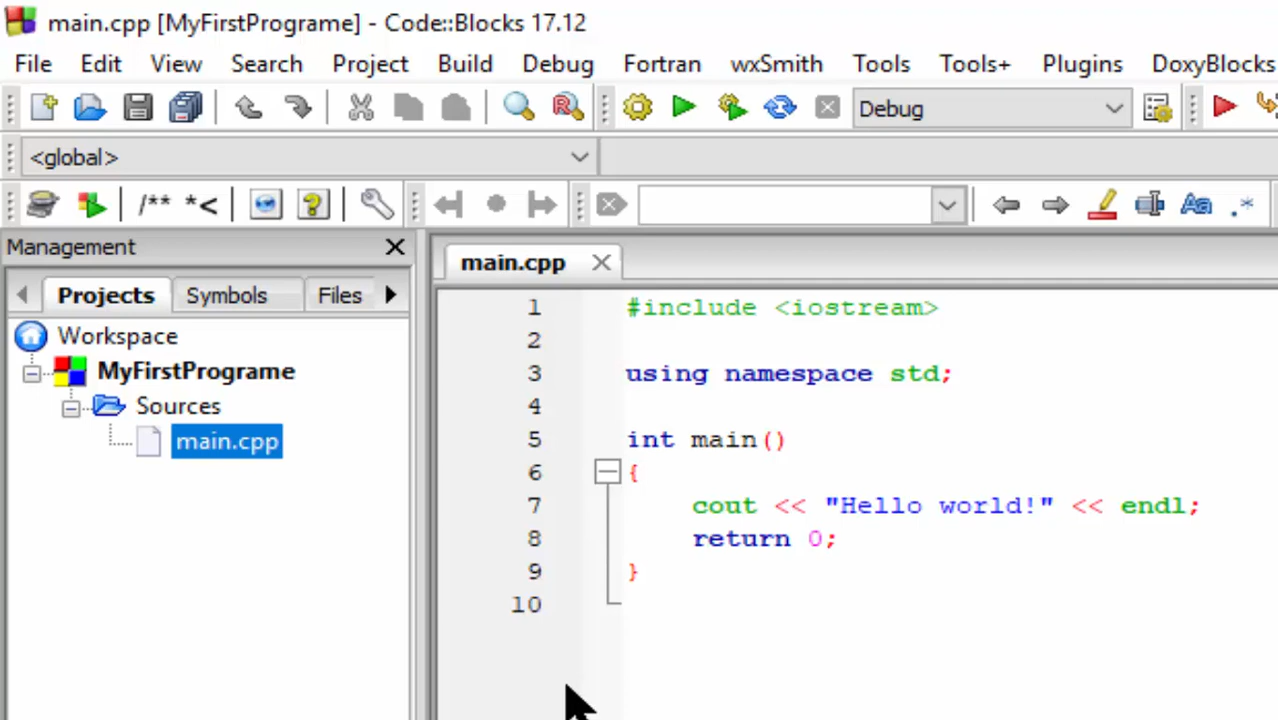 main.cpp [MyFirstPrograme] - Code::Blocks 17.12
File Edit View Search Project Build Debug Fortran wxSmith Tools Tools+ Plugins DoxyBlocks
Debug
<global>
/** *<
Management
Projects Symbols Files
Workspace
MyFirstPrograme
Sources
main.cpp
main.cpp
1 #include <iostream>
2
3 using namespace std;
4
5 int main()
6 {
7 cout << "Hello world!" << endl;
8 return 0;
9 }
10